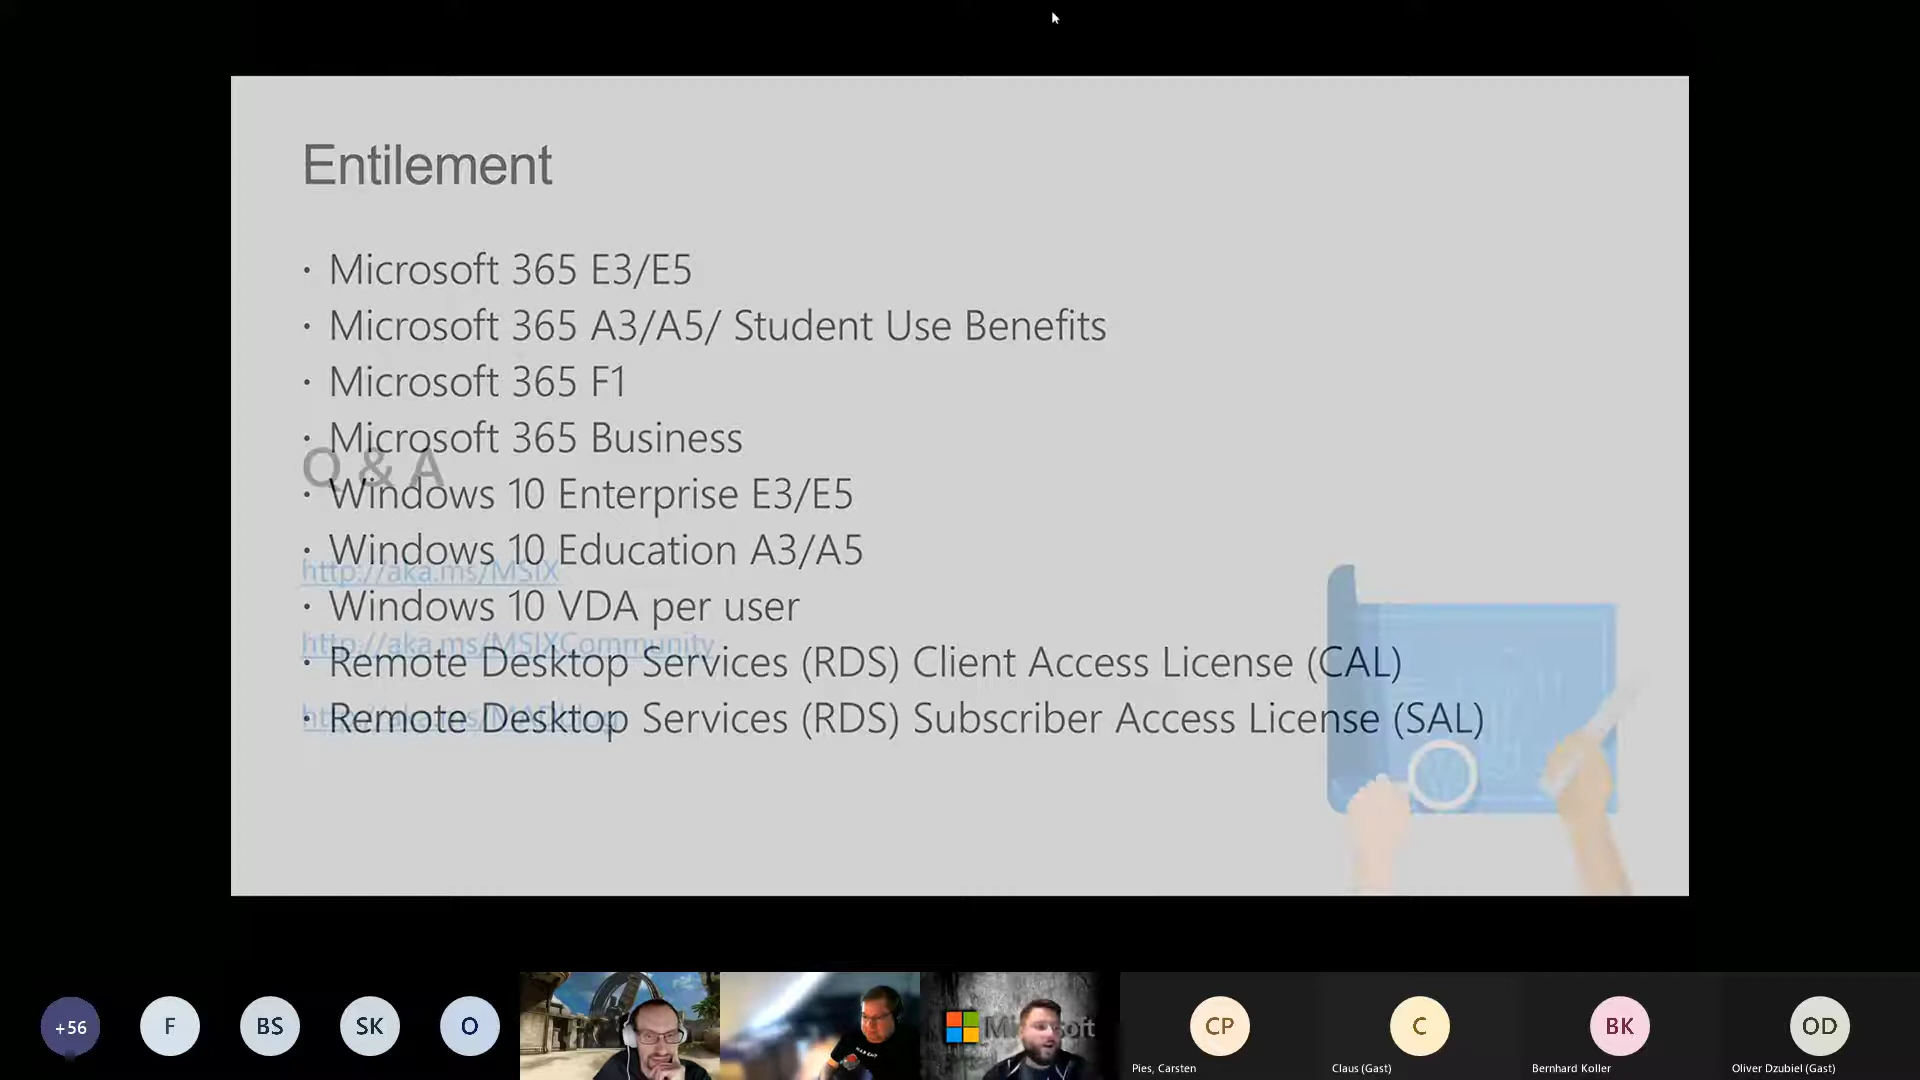 Entilement
· Microsoft 365 E3/E5
· Microsoft 365 A3/A5/ Student Use Benefits
· Microsoft 365 F1
· Microsoft 365 Business
Q & A
· Windows 10 Enterprise E3/E5
· Windows 10 Education A3/A5
http://aka.ms/MSIX
· Windows 10 VDA per user
http://aka.ms/MSIXCommunity
· Remote Desktop Services (RDS) Client Access License (CAL)
· Remote Desktop Services (RDS) Subscriber Access License (SAL)
+56
F
BS
SK
O
Microsoft
CP
C
BK
OD
Pies, Carsten
Claus (Gast)
Bernhard Koller
Oliver Dzubiel (Gast)